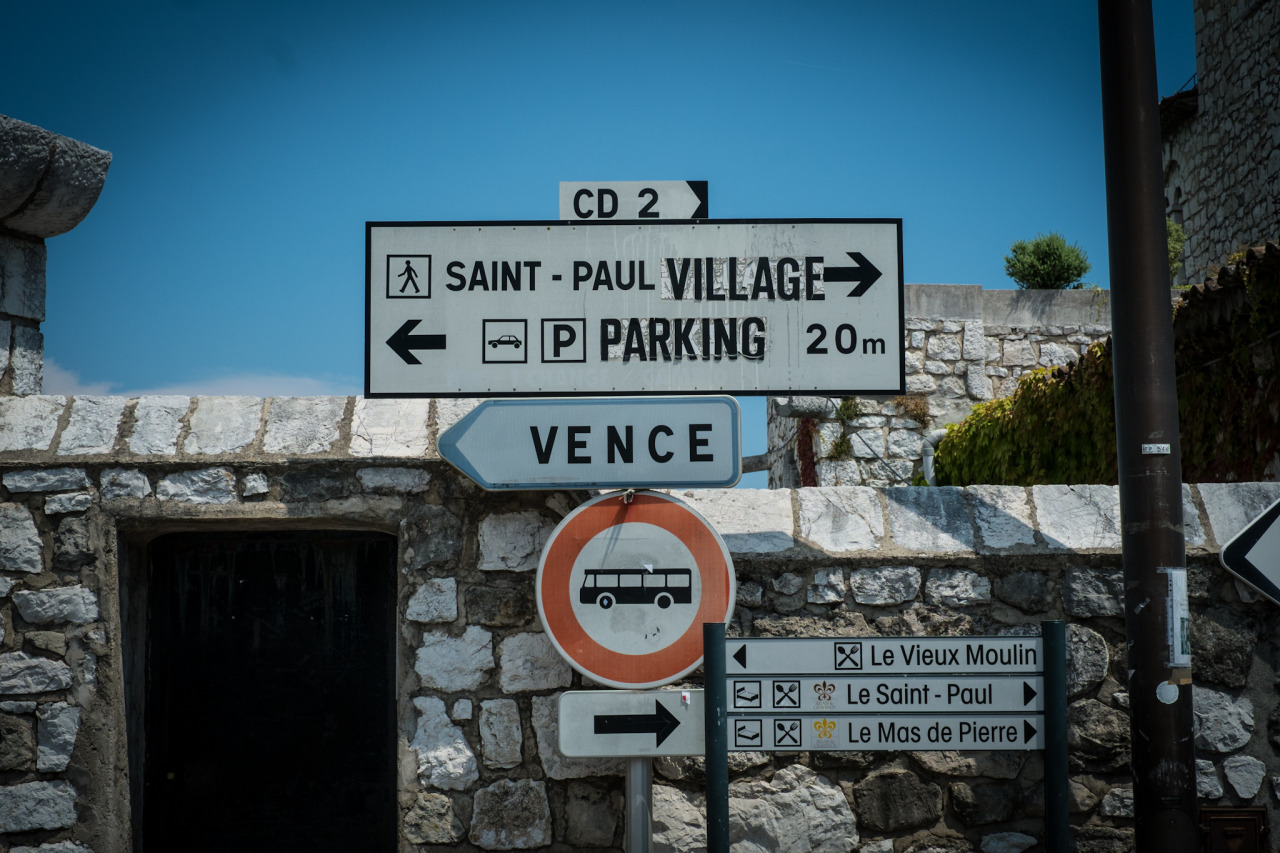 CD 2
SAINT - PAUL VILLAGE
P PARKING 20m
VENCE
Le Vieux Moulin
Le Saint - Paul
Le Mas de Pierre